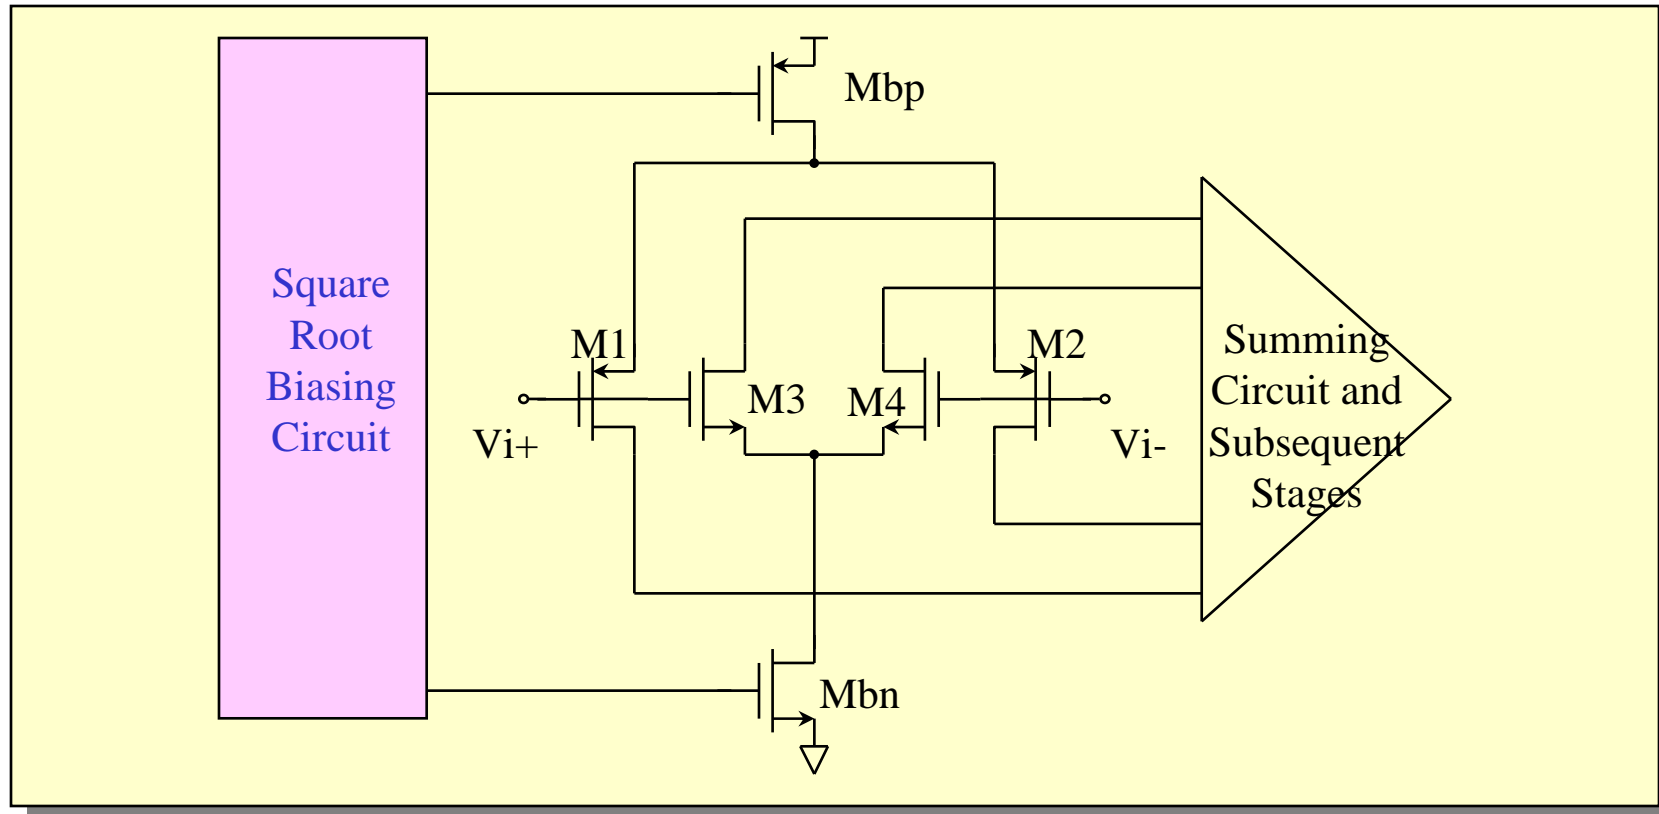 Mbp
Square
Root
Biasing
Circuit
M1
M2
M3
M4
Vi+
Vi-
Summing
Circuit and
Subsequent
Stages
Mbn